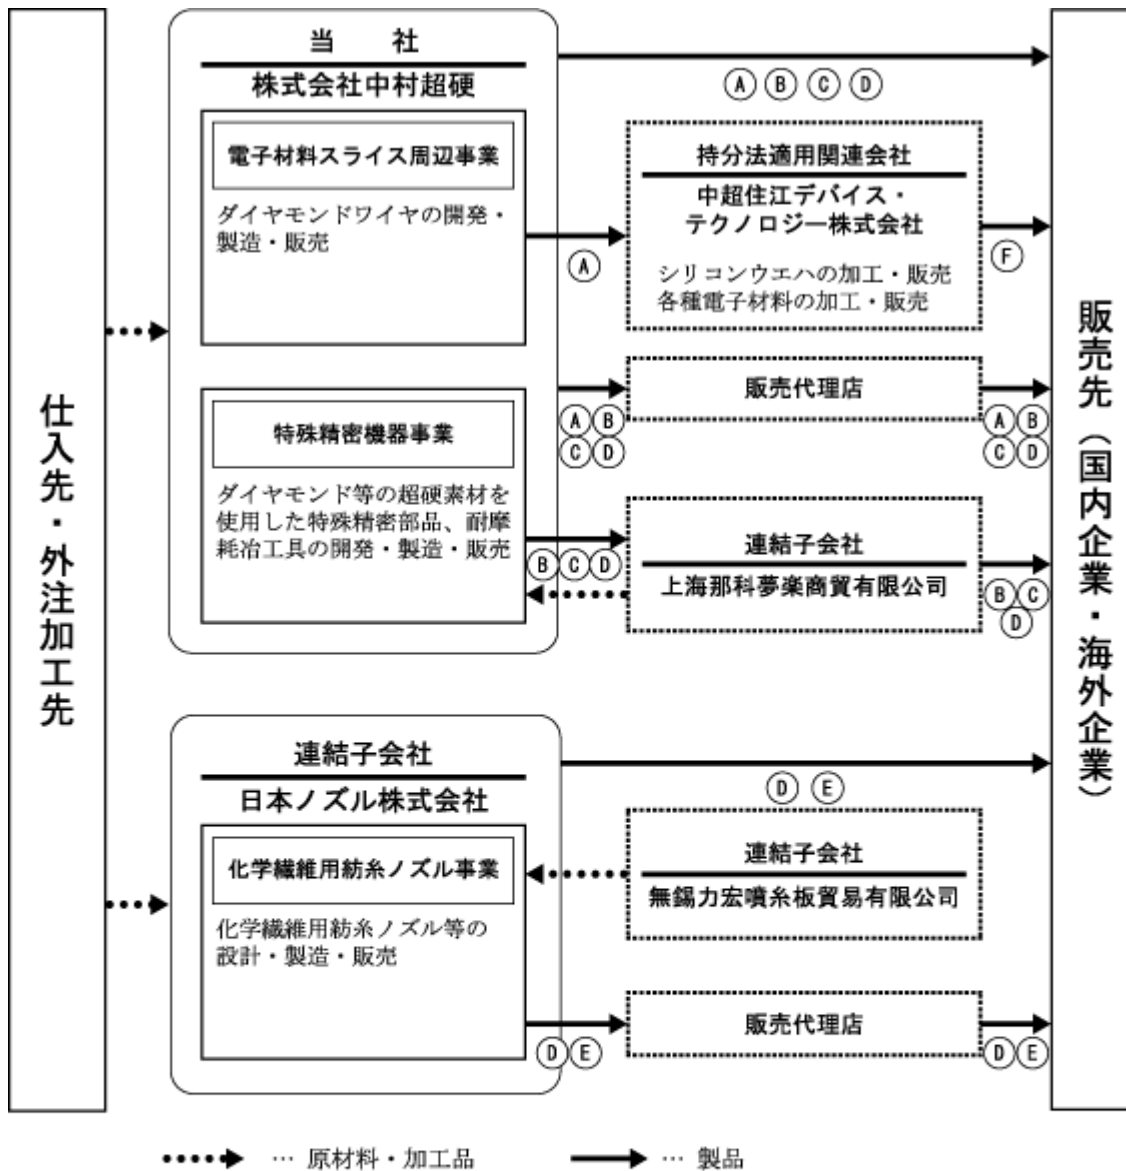 仕入先・外注加工先
当　社
株式会社中村超硬
電子材料スライス周辺事業
ダイヤモンドワイヤの開発・
製造・販売
特殊精密機器事業
ダイヤモンド等の超硬素材を
使用した特殊精密部品、耐摩
耗冶工具の開発・製造・販売
Ⓐ Ⓑ Ⓒ Ⓓ
持分法適用関連会社
中超住江デバイス・
テクノロジー株式会社
シリコンウエハの加工・販売
各種電子材料の加工・販売
Ⓐ
Ⓕ
販売代理店
Ⓐ Ⓑ
Ⓒ Ⓓ
Ⓐ Ⓑ
Ⓒ Ⓓ
連結子会社
上海那科夢楽商貿有限公司
Ⓑ Ⓒ Ⓓ
Ⓑ Ⓒ
Ⓓ
連結子会社
日本ノズル株式会社
化学繊維用紡糸ノズル事業
化学繊維用紡糸ノズル等の
設計・製造・販売
Ⓓ Ⓔ
連結子会社
無錫力宏噴糸板貿易有限公司
販売代理店
Ⓓ Ⓔ
Ⓓ Ⓔ
販売先（国内企業・海外企業）
… 原材料・加工品
… 製品